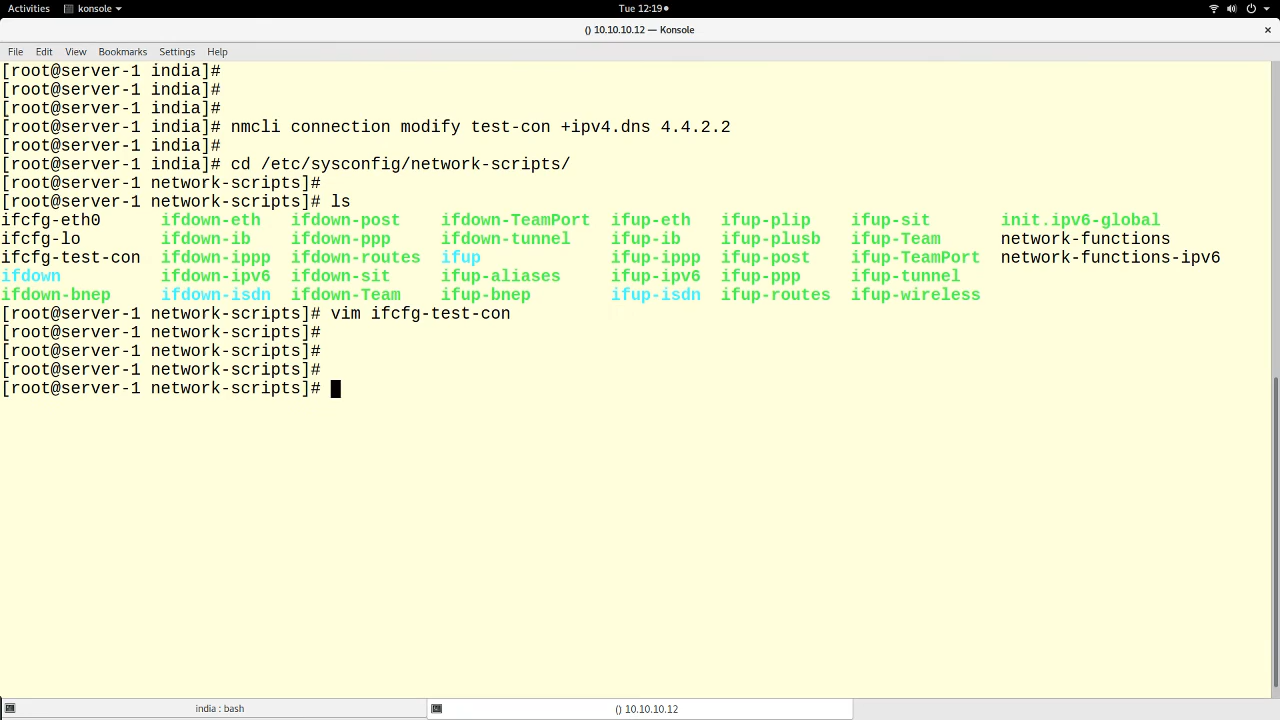 Activities konsole Tue 12:19
() 10.10.10.12 — Konsole ×
File Edit View Bookmarks Settings Help
[root@server-1 india]#
[root@server-1 india]#
[root@server-1 india]#
[root@server-1 india]# nmcli connection modify test-con +ipv4.dns 4.4.2.2
[root@server-1 india]#
[root@server-1 india]# cd /etc/sysconfig/network-scripts/
[root@server-1 network-scripts]#
[root@server-1 network-scripts]# ls
ifcfg-eth0 ifdown-eth ifdown-post ifdown-TeamPort ifup-eth ifup-plip ifup-sit init.ipv6-global
ifcfg-lo ifdown-ib ifdown-ppp ifdown-tunnel ifup-ib ifup-plusb ifup-Team network-functions
ifcfg-test-con ifdown-ippp ifdown-routes ifup ifup-ippp ifup-post ifup-TeamPort network-functions-ipv6
ifdown ifdown-ipv6 ifdown-sit ifup-aliases ifup-ipv6 ifup-ppp ifup-tunnel
ifdown-bnep ifdown-isdn ifdown-Team ifup-bnep ifup-isdn ifup-routes ifup-wireless
[root@server-1 network-scripts]# vim ifcfg-test-con
[root@server-1 network-scripts]#
[root@server-1 network-scripts]#
[root@server-1 network-scripts]#
[root@server-1 network-scripts]#
india : bash () 10.10.10.12